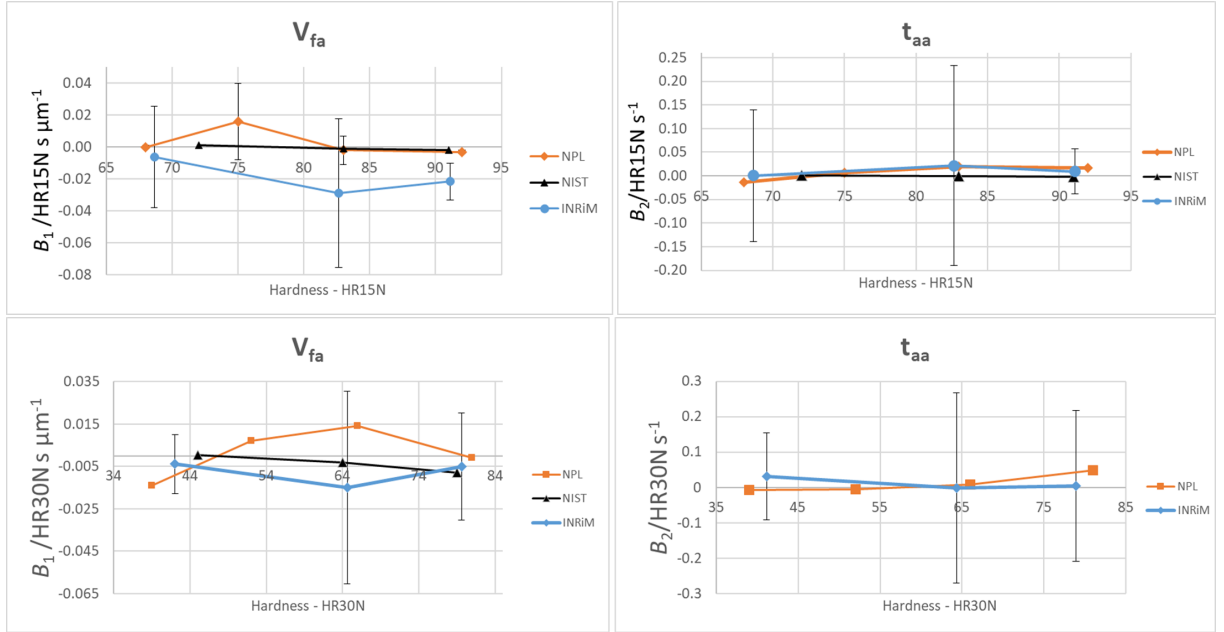 V_fa
B₁/HR15N s µm⁻¹
0.04
0.02
0.00
-0.02
-0.04
-0.06
-0.08
65 70 75 80 85 90 95
Hardness - HR15N
NPL
NIST
INRiM
t_aa
B₂/HR15N s⁻¹
0.25
0.20
0.15
0.10
0.05
0.00
-0.05
-0.10
-0.15
-0.20
65 70 75 80 85 90 95
Hardness - HR15N
NPL
NIST
INRiM
V_fa
B₁/HR30N s µm⁻¹
0.035
0.015
-0.005
-0.025
-0.045
-0.065
34 44 54 64 74 84
Hardness - HR30N
NPL
NIST
INRiM
t_aa
B₂/HR30N s⁻¹
0.3
0.2
0.1
0
-0.1
-0.2
-0.3
35 45 55 65 75 85
Hardness - HR30N
NPL
INRiM